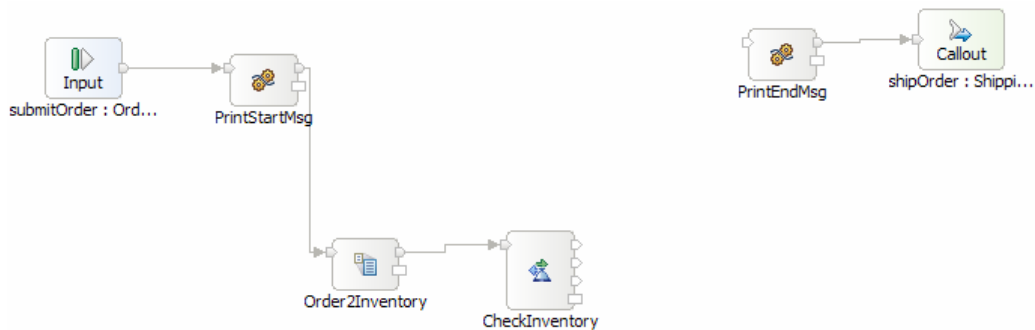 Input
submitOrder : Ord...
PrintStartMsg
PrintEndMsg
Callout
shipOrder : Shippi...
Order2Inventory
CheckInventory